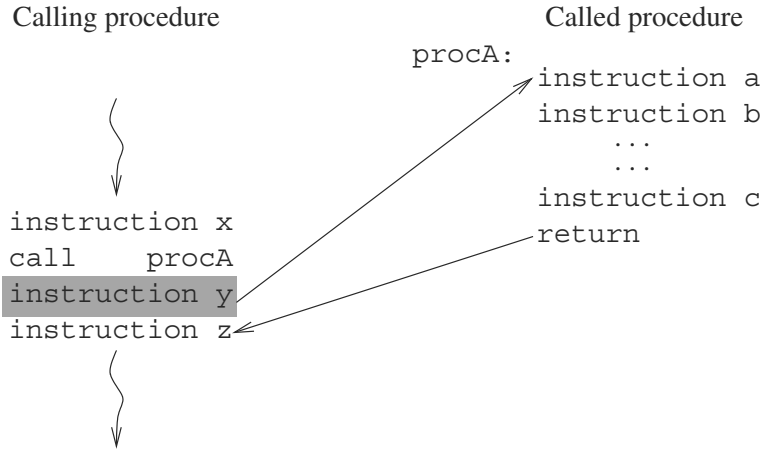 Calling procedure
Called procedure
procA:
instruction a
instruction b
...
...
instruction c
return
instruction x
call procA
instruction y
instruction z